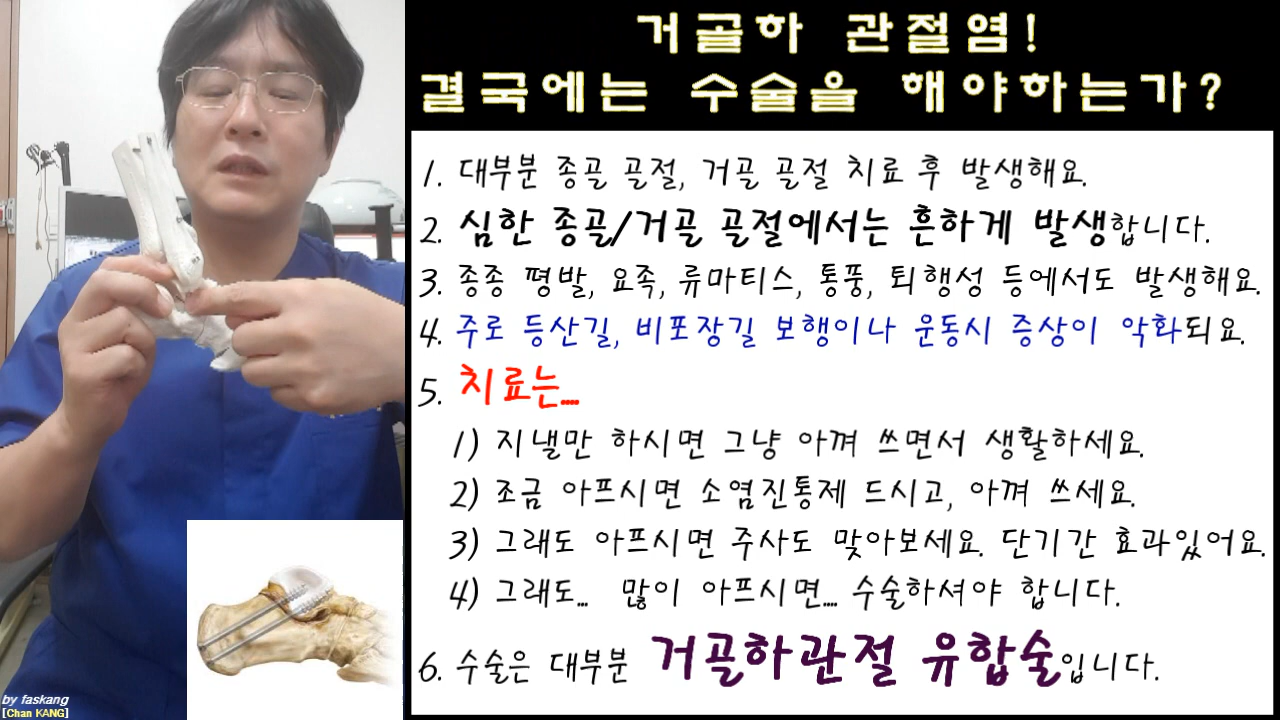 거골하 관절염!
결국에는 수술을 해야하는가?
1. 대부분 종골 골절, 거골 골절 치료 후 발생해요.
2. 심한 종골/거골 골절에서는 흔하게 발생합니다.
3. 종종 평발, 요족, 류마티스, 통풍, 퇴행성 등에서도 발생해요.
4. 주로 등산길, 비포장길 보행이나 운동시 증상이 악화되요.
5. 치료는....
1) 지낼만 하시면 그냥 아껴 쓰면서 생활하세요.
2) 조금 아프시면 소염진통제 드시고, 아껴 쓰세요.
3) 그래도 아프시면 주사도 맞아보세요. 단기간 효과있어요.
4) 그래도... 많이 아프시면.... 수술하셔야 합니다.
6. 수술은 대부분 거골하관절 유합술입니다.
by faskang
[Chan KANG]